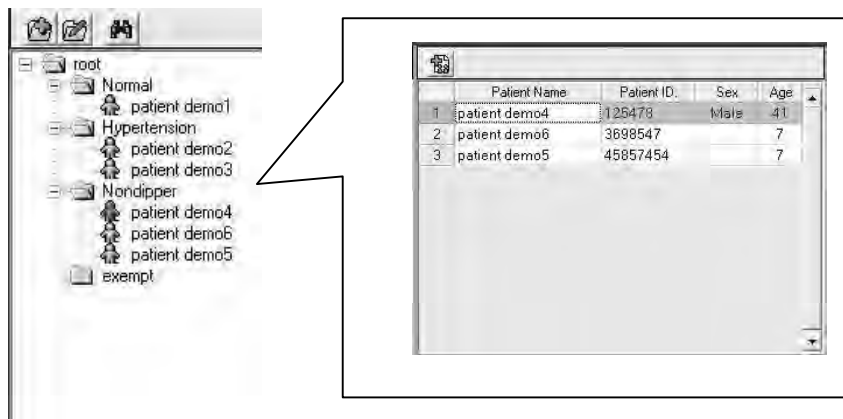 root
Normal
patient demo1
Hypertension
patient demo2
patient demo3
Nondipper
patient demo4
patient demo6
patient demo5
exempt
Patient Name Patient ID. Sex Age
1 patient demo4 125478 Male 41
2 patient demo6 3698547 7
3 patient demo5 45857454 7